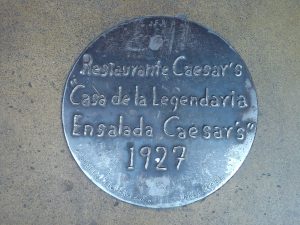 Restaurante Caesar's
"Casa de la Legendaria
Ensalada Caesar's"
1927